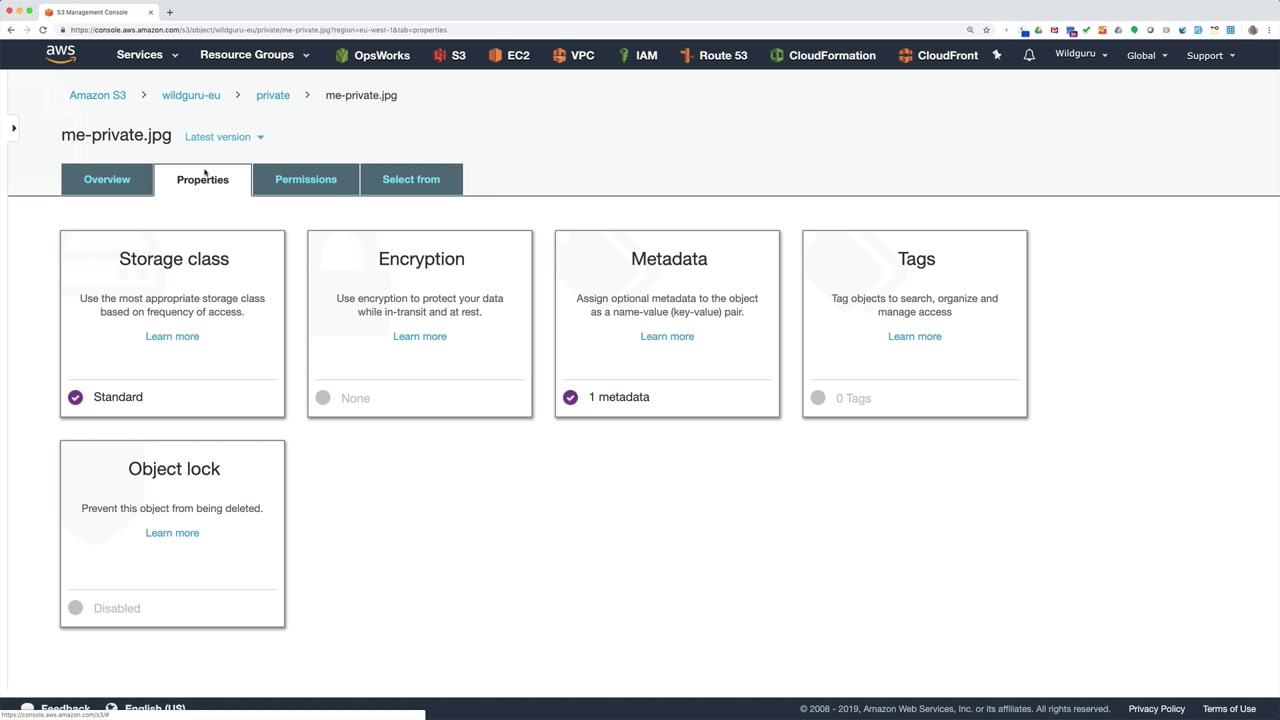 S3 Management Console
https://console.aws.amazon.com/s3/object/wildguru-eu/private/me-private.jpg?region=eu-west-1&tab=properties
aws Services Resource Groups OpsWorks S3 EC2 VPC IAM Route 53 CloudFormation CloudFront Wildguru Global Support
Amazon S3 > wildguru-eu > private > me-private.jpg
me-private.jpg Latest version
Overview Properties Permissions Select from
Storage class
Use the most appropriate storage class
based on frequency of access.
Learn more
Standard
Encryption
Use encryption to protect your data
while in-transit and at rest.
Learn more
None
Metadata
Assign optional metadata to the object
as a name-value (key-value) pair.
Learn more
1 metadata
Tags
Tag objects to search, organize and
manage access
Learn more
0 Tags
Object lock
Prevent this object from being deleted.
Learn more
Disabled
Feedback English (US) © 2008 - 2019, Amazon Web Services, Inc. or its affiliates. All rights reserved. Privacy Policy Terms of Use
https://console.aws.amazon.com/s3/#